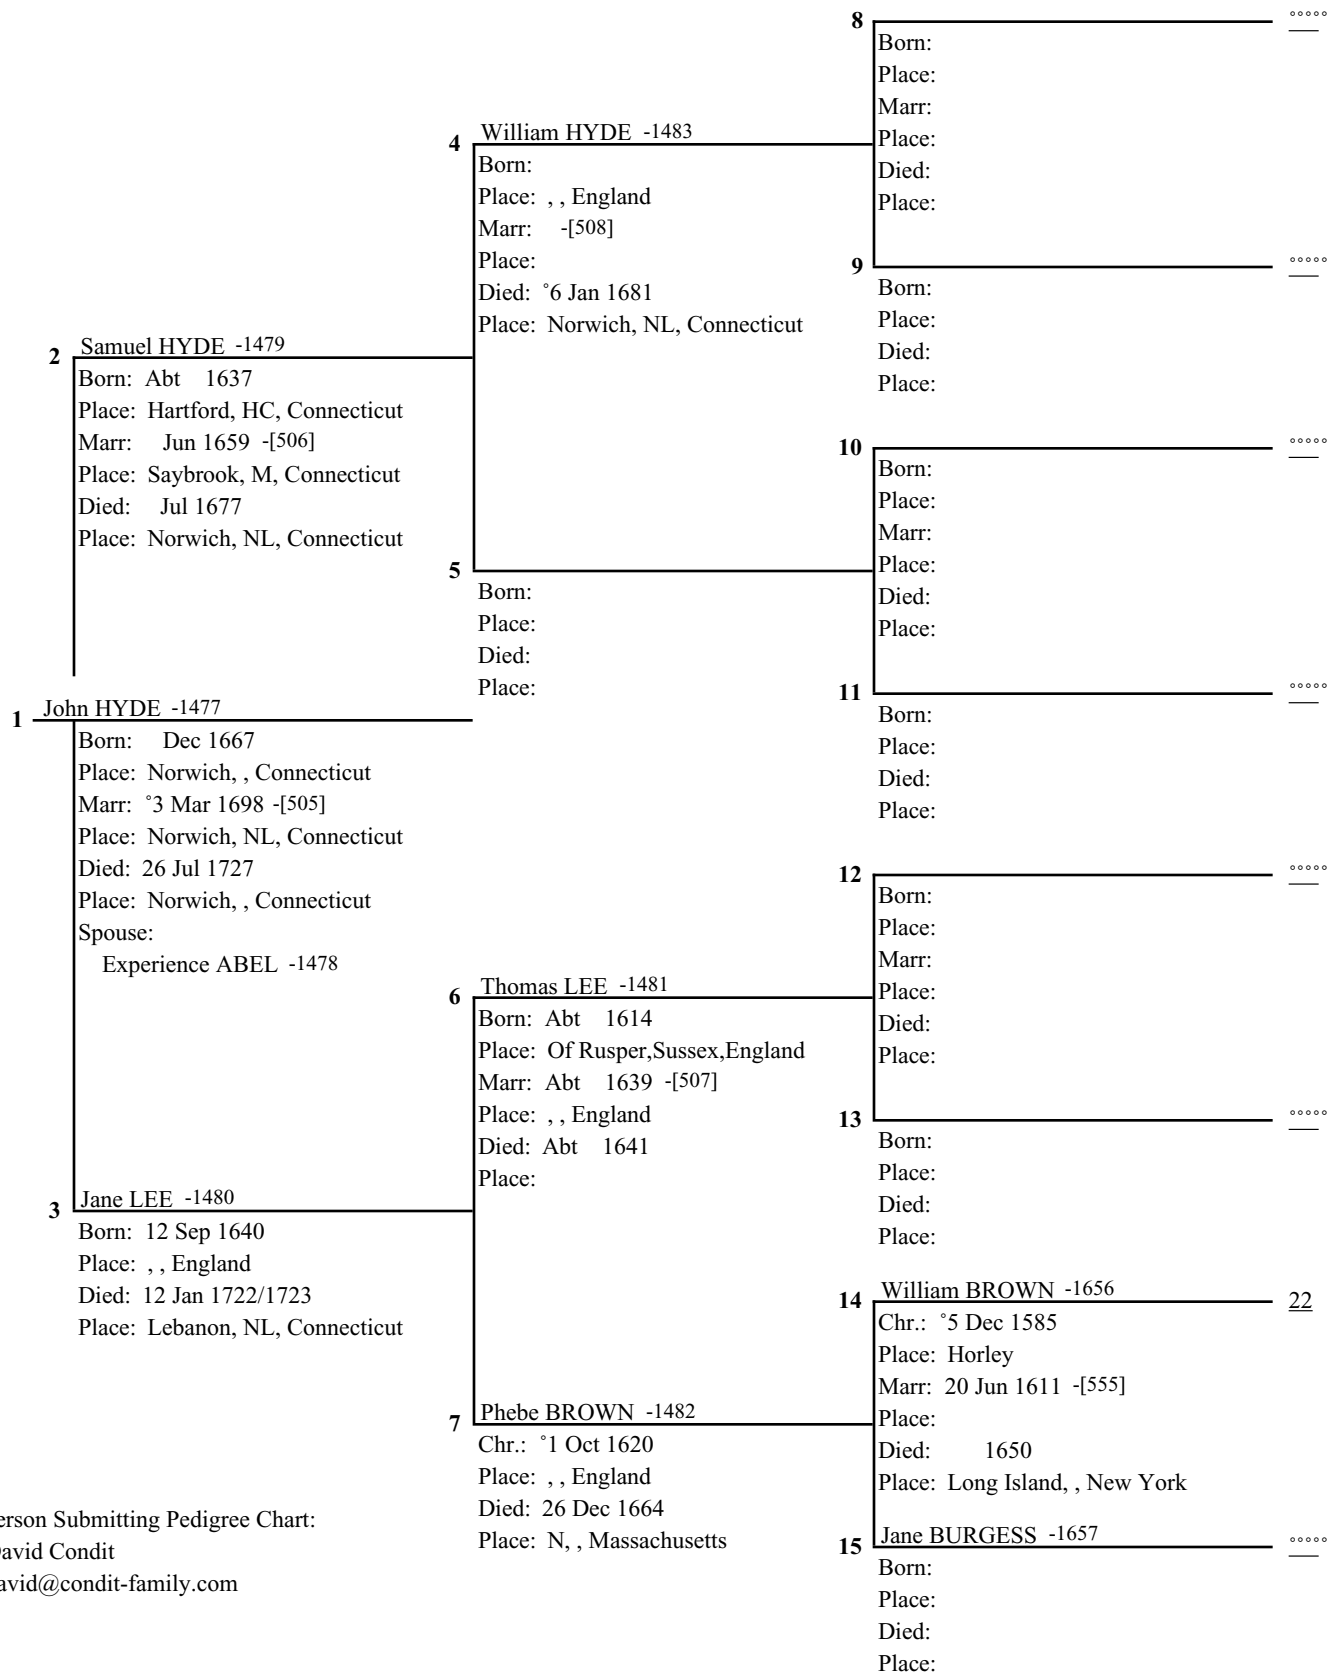 2 Samuel HYDE -1479
Born: Abt 1637
Place: Hartford, HC, Connecticut
Marr: Jun 1659 -[506]
Place: Saybrook, M, Connecticut
Died: Jul 1677
Place: Norwich, NL, Connecticut
1 John HYDE -1477
Born: Dec 1667
Place: Norwich, , Connecticut
Marr: °3 Mar 1698 -[505]
Place: Norwich, NL, Connecticut
Died: 26 Jul 1727
Place: Norwich, , Connecticut
Spouse:
Experience ABEL -1478
3 Jane LEE -1480
Born: 12 Sep 1640
Place: , , England
Died: 12 Jan 1722/1723
Place: Lebanon, NL, Connecticut
erson Submitting Pedigree Chart:
David Condit
avid@condit-family.com
4 William HYDE -1483
Born:
Place: , , England
Marr: -[508]
Place:
Died: °6 Jan 1681
Place: Norwich, NL, Connecticut
5
Born:
Place:
Died:
Place:
6 Thomas LEE -1481
Born: Abt 1614
Place: Of Rusper,Sussex,England
Marr: Abt 1639 -[507]
Place: , , England
Died: Abt 1641
Place:
7 Phebe BROWN -1482
Chr.: °1 Oct 1620
Place: , , England
Died: 26 Dec 1664
Place: N, , Massachusetts
8 °°°°°
Born:
Place:
Marr:
Place:
Died:
Place:
9 °°°°°
Born:
Place:
Died:
Place:
10 °°°°°
Born:
Place:
Marr:
Place:
Died:
Place:
11 °°°°°
Born:
Place:
Died:
Place:
12 °°°°°
Born:
Place:
Marr:
Place:
Died:
Place:
13 °°°°°
Born:
Place:
Died:
Place:
14 William BROWN -1656 22
Chr.: °5 Dec 1585
Place: Horley
Marr: 20 Jun 1611 -[555]
Place:
Died: 1650
Place: Long Island, , New York
15 Jane BURGESS -1657 °°°°°
Born:
Place:
Died:
Place: